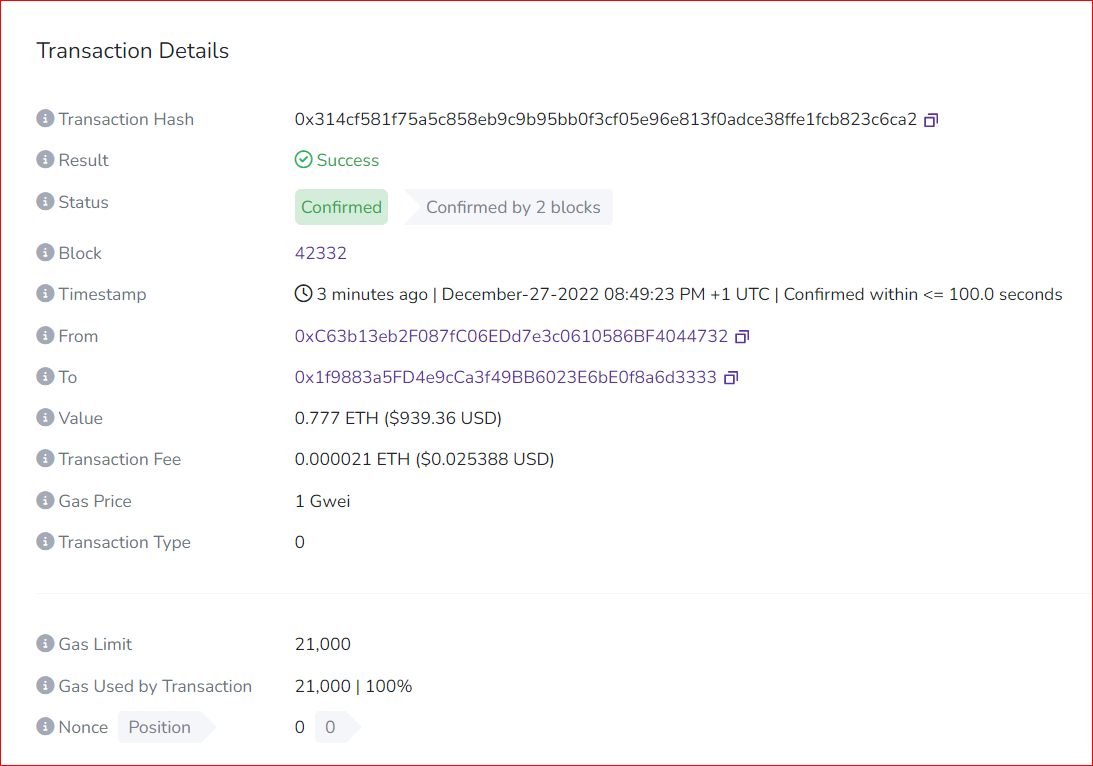 Transaction Details
Transaction Hash 0x314cf581f75a5c858eb9c9b95bb0f3cf05e96e813f0adce38ffe1fcb823c6ca2
Result Success
Status Confirmed Confirmed by 2 blocks
Block 42332
Timestamp 3 minutes ago | December-27-2022 08:49:23 PM +1 UTC | Confirmed within <= 100.0 seconds
From 0xC63b13eb2F087fC06EDd7e3c0610586BF4044732
To 0x1f9883a5FD4e9cCa3f49BB6023E6bE0f8a6d3333
Value 0.777 ETH ($939.36 USD)
Transaction Fee 0.000021 ETH ($0.025388 USD)
Gas Price 1 Gwei
Transaction Type 0
Gas Limit 21,000
Gas Used by Transaction 21,000 | 100%
Nonce Position 0 0